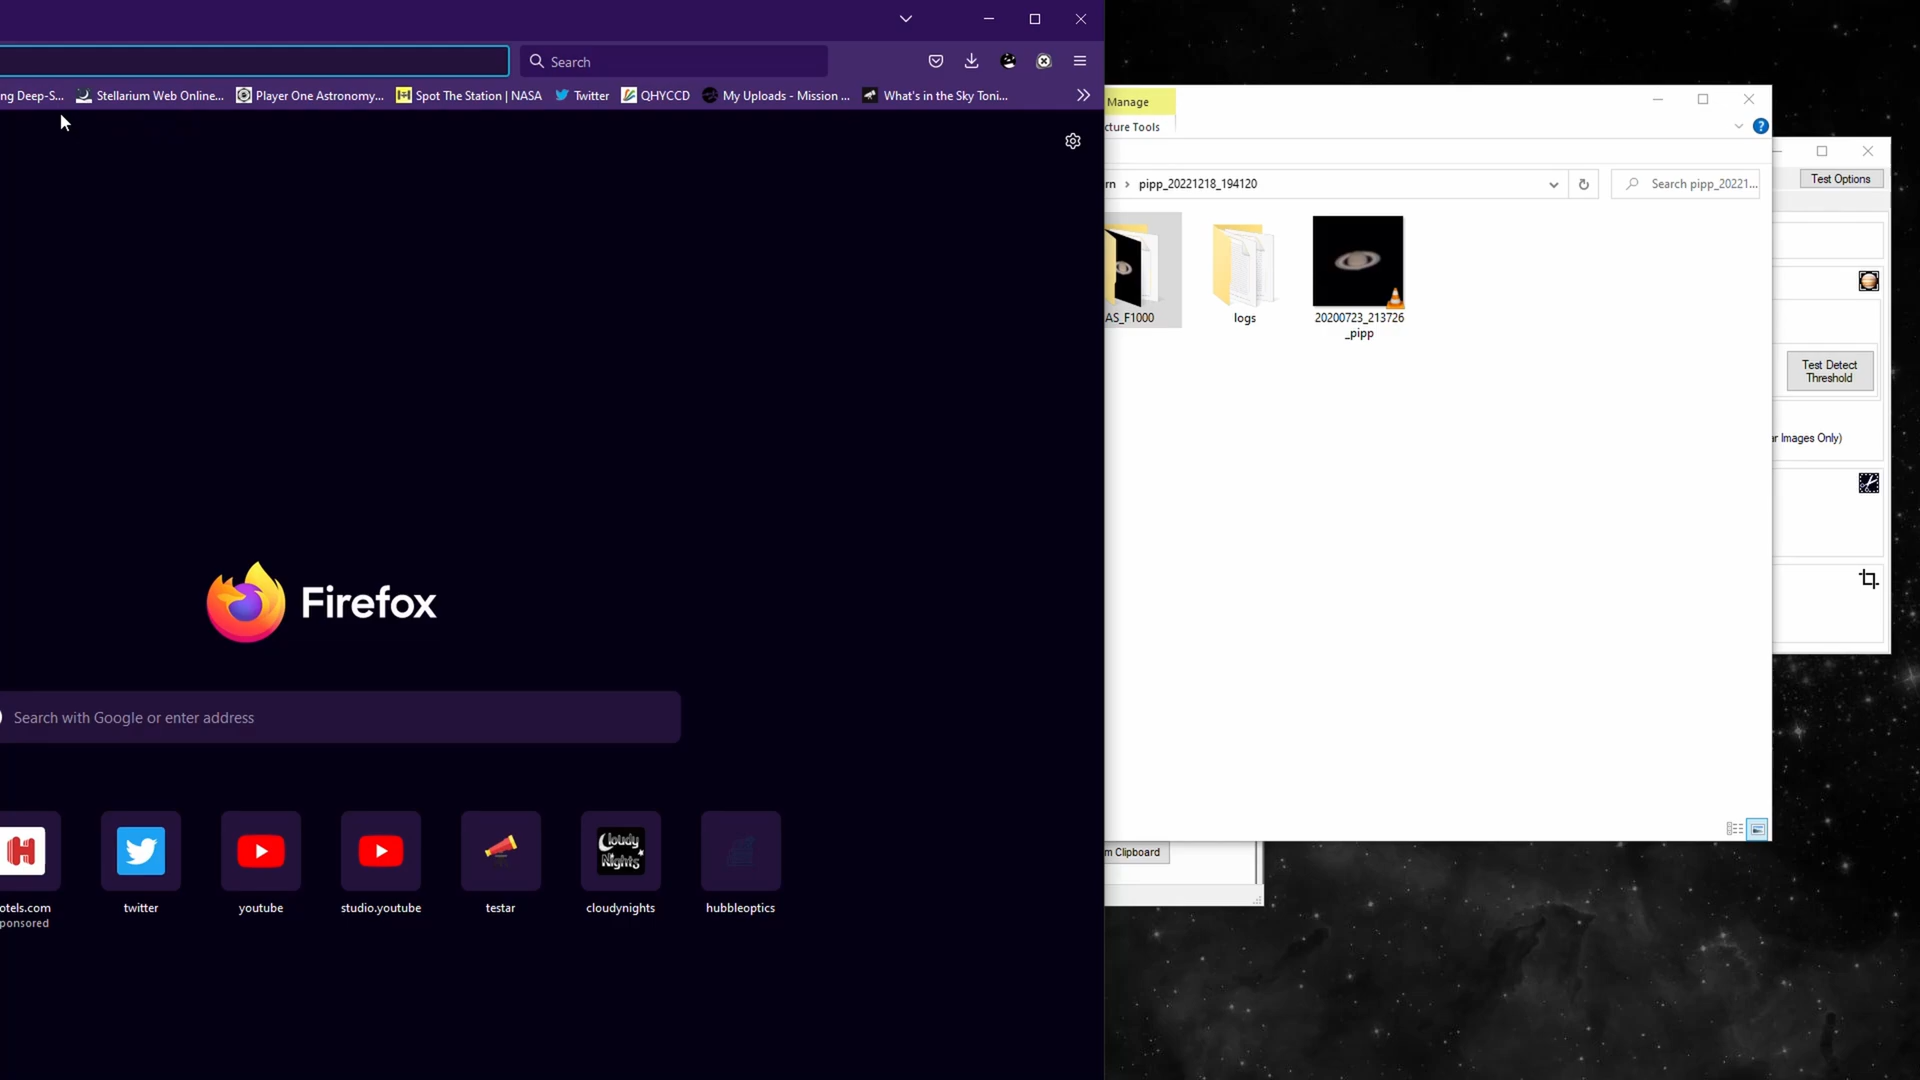 Search
ng Deep-S...
Stellarium Web Online...
Player One Astronomy...
Spot The Station | NASA
Twitter
QHYCCD
My Uploads - Mission ...
What's in the Sky Toni...
Firefox
Search with Google or enter address
otels.com
ponsored
twitter
youtube
studio.youtube
Cloudy
Nights
testar
cloudynights
hubbleoptics
Manage
cture Tools
rn › pipp_20221218_194120
Search pipp_20221...
AS_F1000
logs
20200723_213726
_pipp
m Clipboard
Test Options
Test Detect
Threshold
ar Images Only)